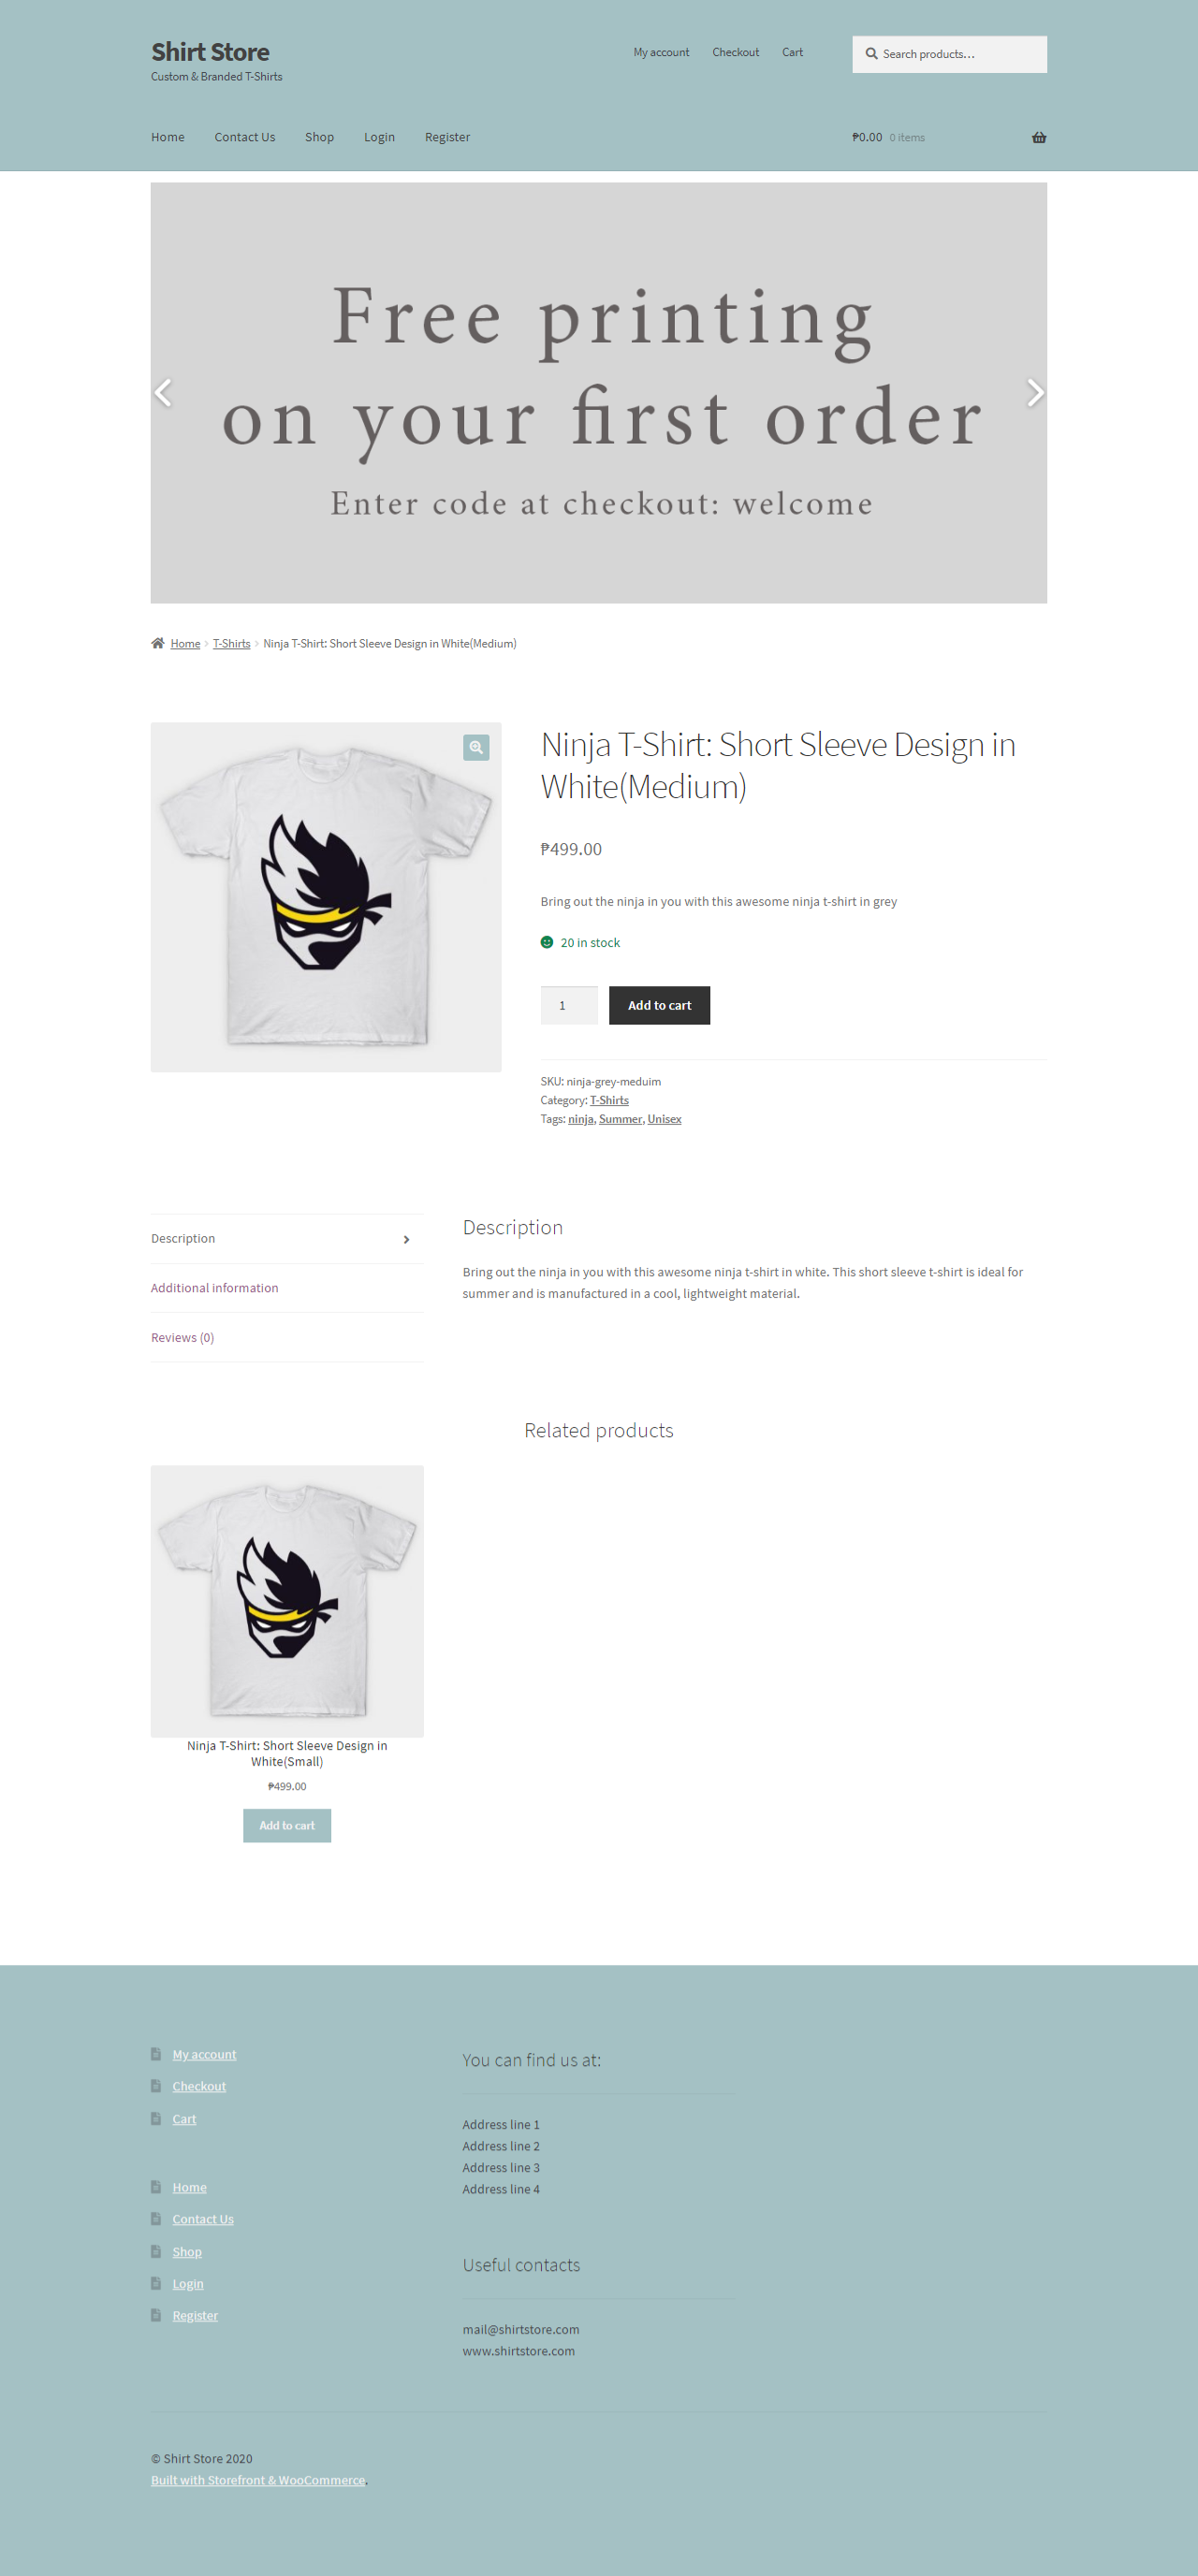 Shirt Store
Custom & Branded T-Shirts
My account
Checkout
Cart
Search products…
Home
Contact Us
Shop
Login
Register
₱0.00 0 items
Free printing
on your first order
Enter code at checkout: welcome
Home > T-Shirts > Ninja T-Shirt: Short Sleeve Design in White(Medium)
Ninja T-Shirt: Short Sleeve Design in
White(Medium)
₱499.00
Bring out the ninja in you with this awesome ninja t-shirt in grey
20 in stock
1
Add to cart
SKU: ninja-grey-meduim
Category: T-Shirts
Tags: ninja, Summer, Unisex
Description
Additional information
Reviews (0)
Description
Bring out the ninja in you with this awesome ninja t-shirt in white. This short sleeve t-shirt is ideal for
summer and is manufactured in a cool, lightweight material.
Related products
Ninja T-Shirt: Short Sleeve Design in
White(Small)
₱499.00
Add to cart
My account
Checkout
Cart
Home
Contact Us
Shop
Login
Register
You can find us at:
Address line 1
Address line 2
Address line 3
Address line 4
Useful contacts
mail@shirtstore.com
www.shirtstore.com
© Shirt Store 2020
Built with Storefront & WooCommerce.